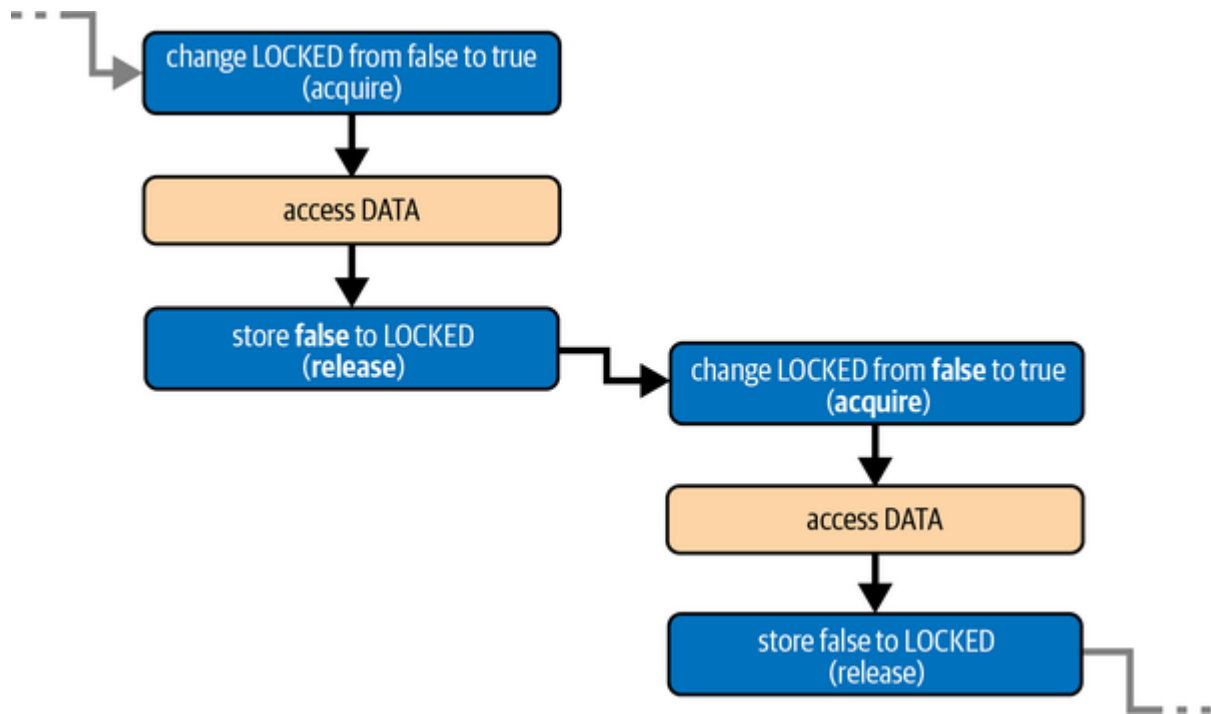 change LOCKED from false to true
(acquire)
access DATA
store false to LOCKED
(release)
change LOCKED from false to true
(acquire)
access DATA
store false to LOCKED
(release)